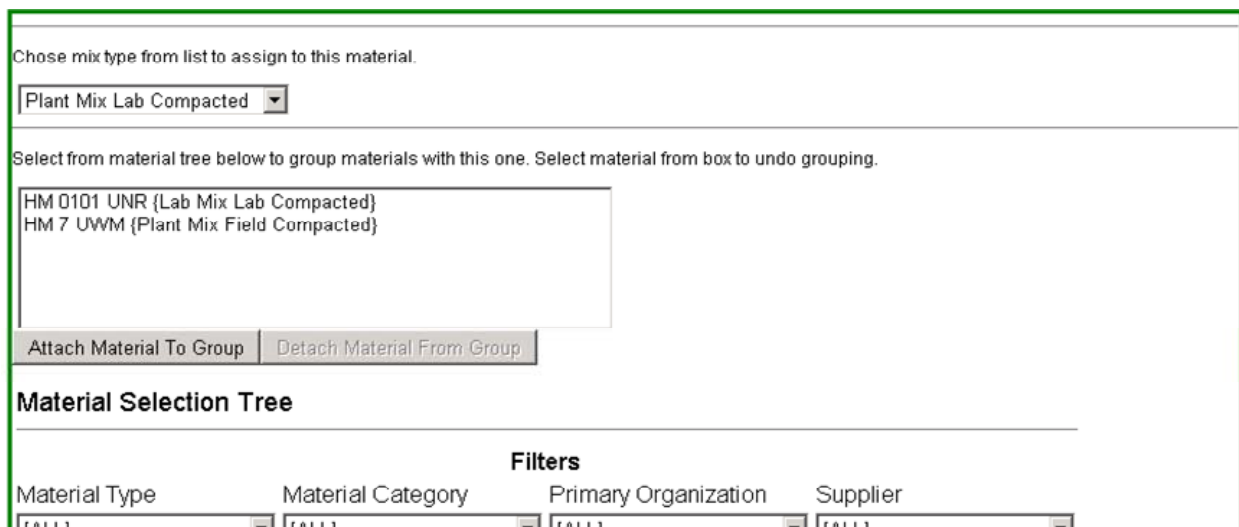 Chose mix type from list to assign to this material.
Plant Mix Lab Compacted
Select from material tree below to group materials with this one. Select material from box to undo grouping.
HM 0101 UNR {Lab Mix Lab Compacted}
HM 7 UWM {Plant Mix Field Compacted}
Attach Material To Group Detach Material From Group
Material Selection Tree
Filters
Material Type Material Category Primary Organization Supplier